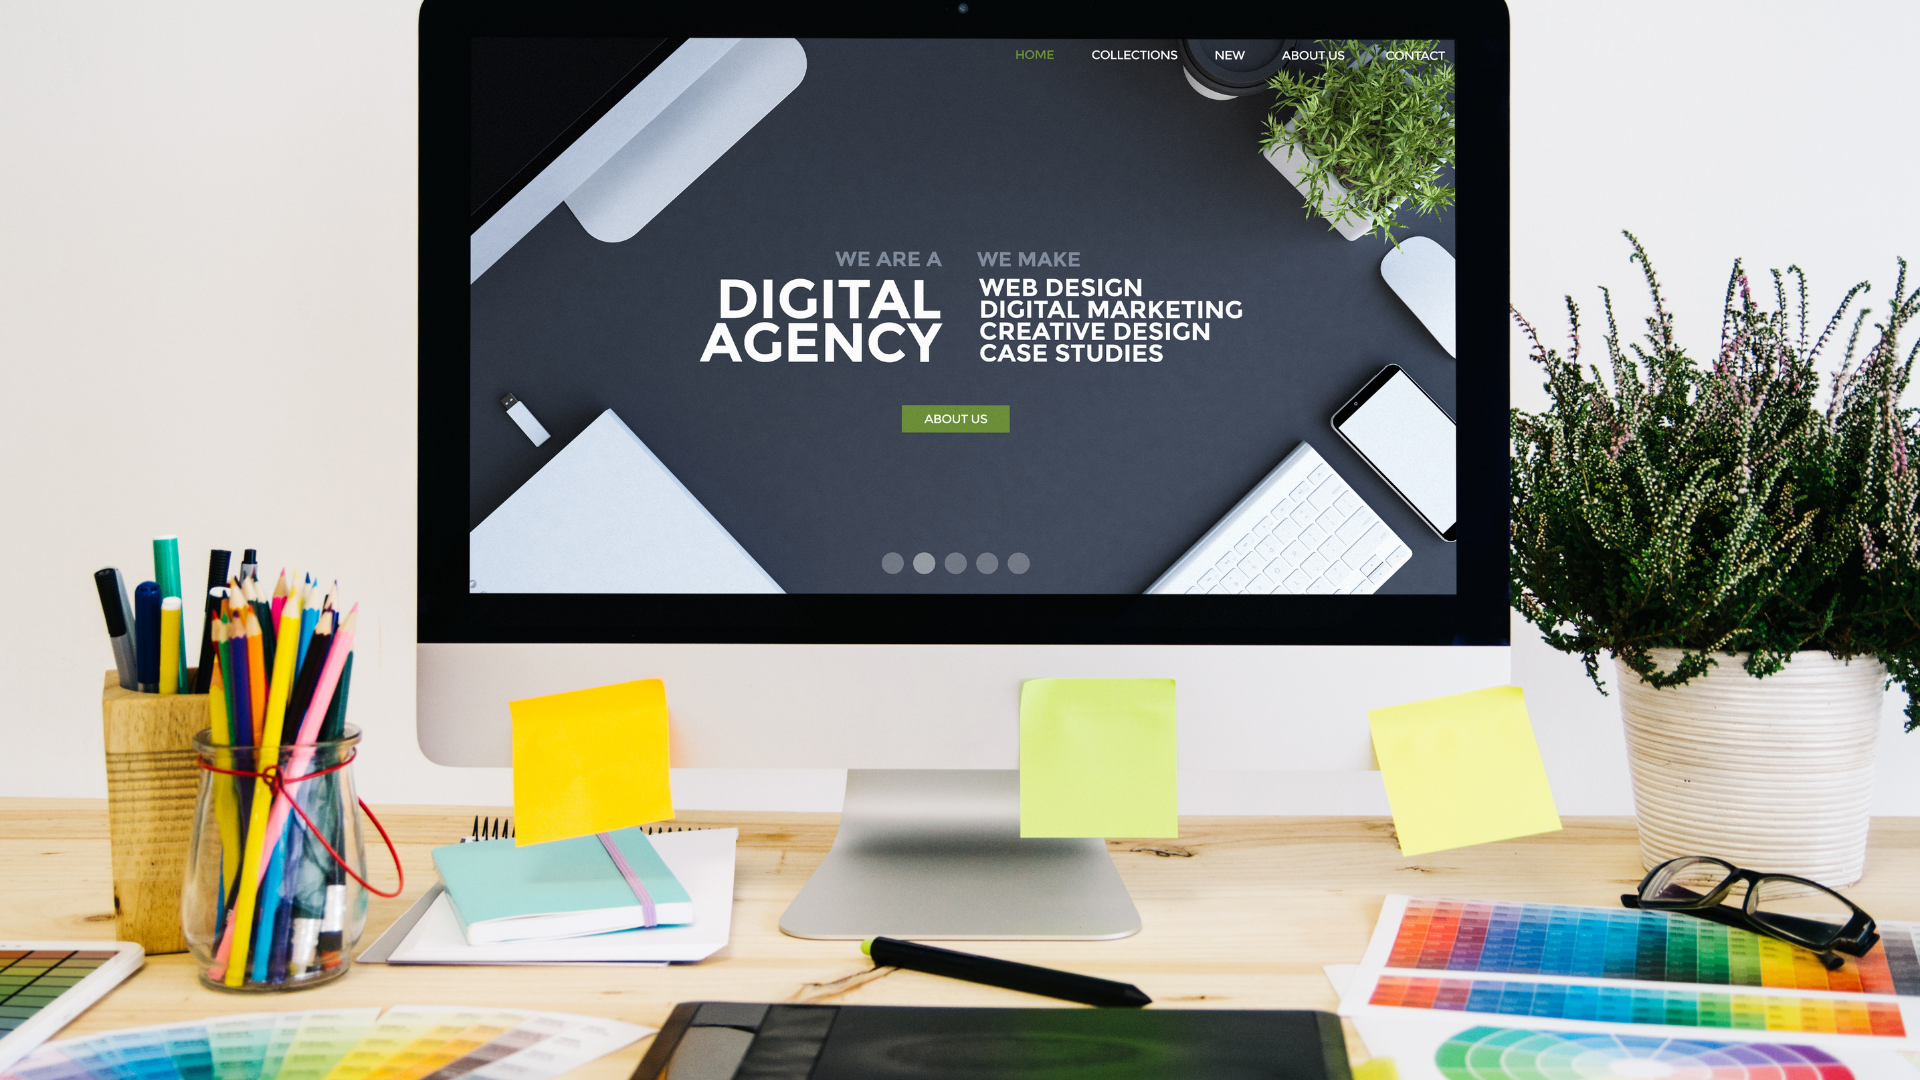 HOME COLLECTIONS NEW ABOUT US CONTACT
WE ARE A
DIGITAL
AGENCY
WE MAKE
WEB DESIGN
DIGITAL MARKETING
CREATIVE DESIGN
CASE STUDIES
ABOUT US